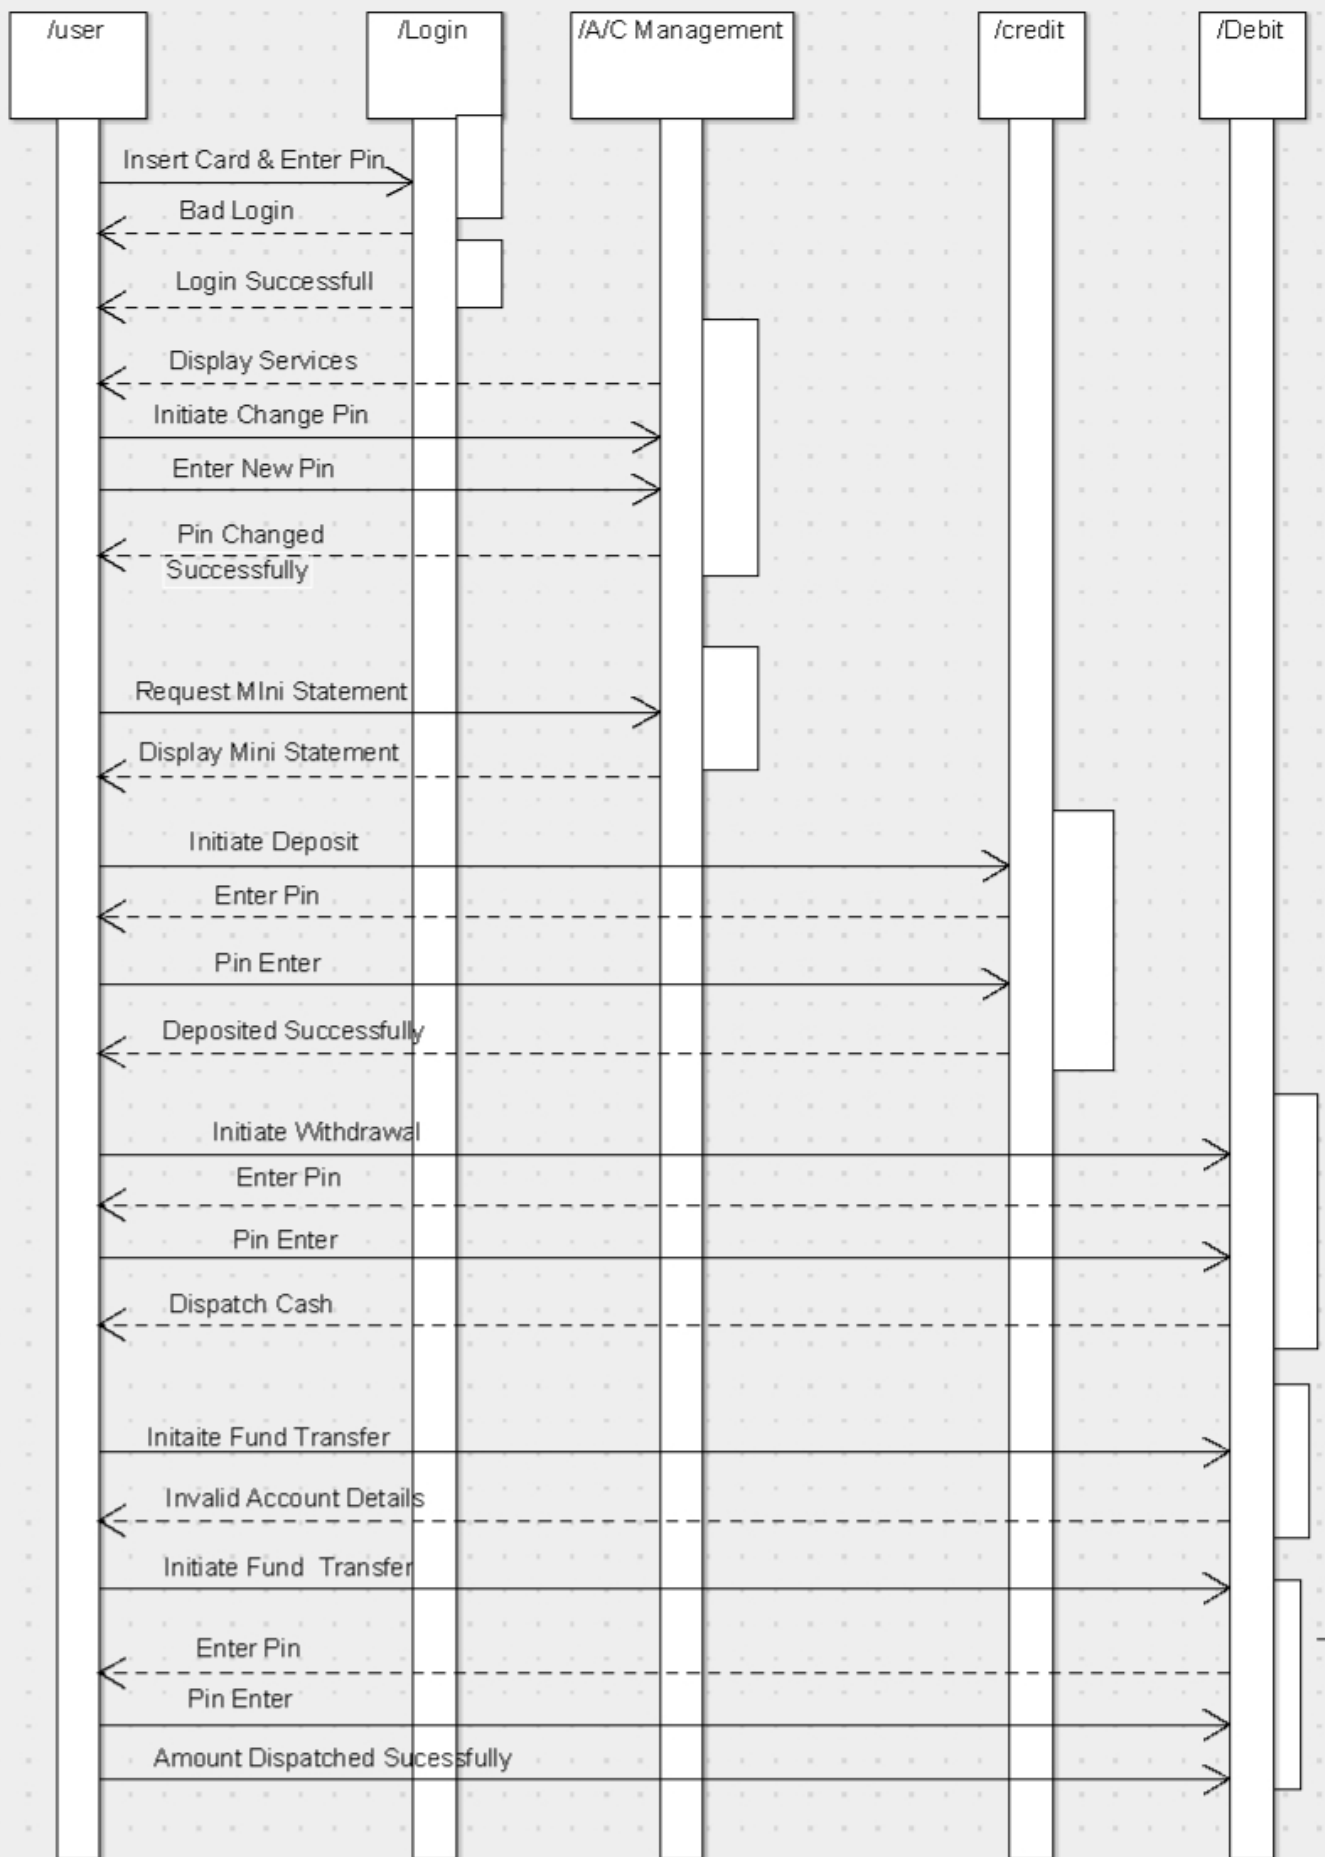 /user
/Login
/A/C Management
/credit
/Debit
Insert Card & Enter Pin
Bad Login
Login Successfull
Display Services
Initiate Change Pin
Enter New Pin
Pin Changed
Successfully
Request MIni Statement
Display Mini Statement
Initiate Deposit
Enter Pin
Pin Enter
Deposited Successfully
Initiate Withdrawal
Enter Pin
Pin Enter
Dispatch Cash
Initaite Fund Transfer
Invalid Account Details
Initiate Fund  Transfer
Enter Pin
Pin Enter
Amount Dispatched Sucessfully